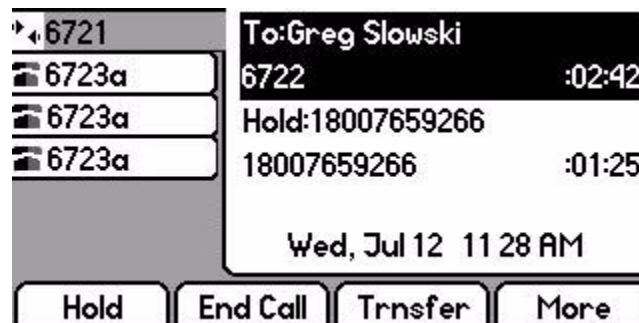 6721
6723a
6723a
6723a
To:Greg Slowski
6722 :02:42
Hold:18007659266
18007659266 :01:25
Wed, Jul 12 11 28 AM
Hold End Call Trnsfer More